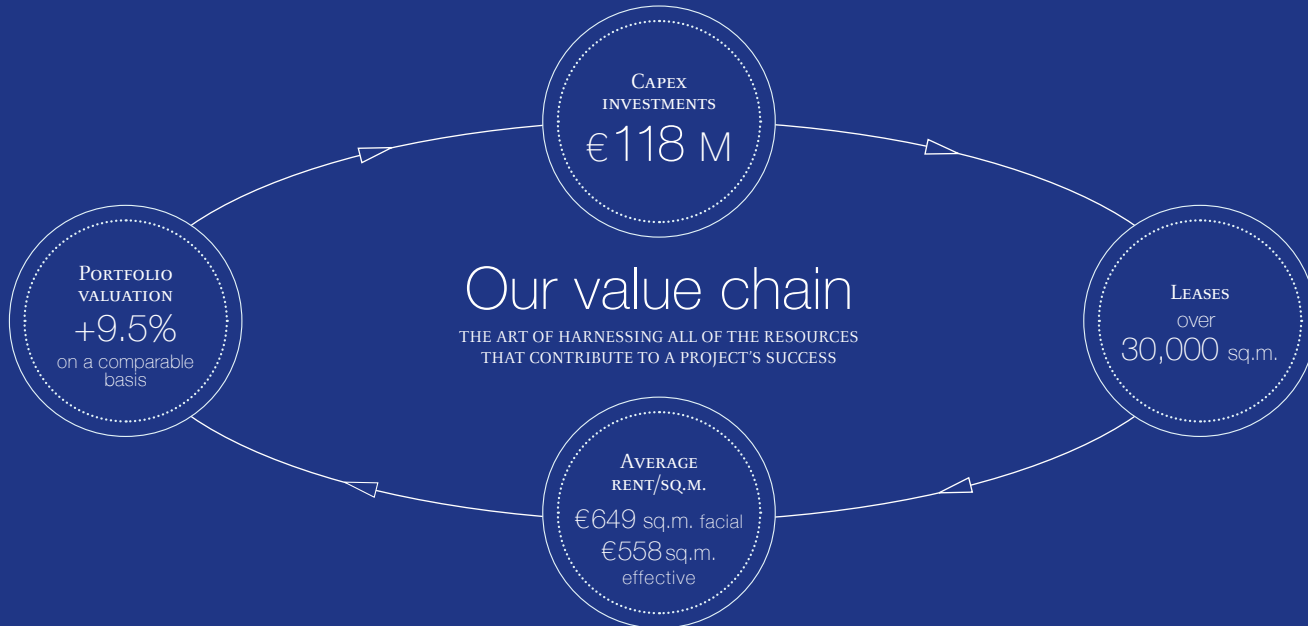 CAPEX
INVESTMENTS
€118 M
PORTFOLIO
VALUATION
+9.5%
on a comparable
basis
Our value chain
THE ART OF HARNESSING ALL OF THE RESOURCES
THAT CONTRIBUTE TO A PROJECT'S SUCCESS
LEASES
over
30,000 sq.m.
AVERAGE
RENT/SQ.M.
€649 sq.m. facial
€558 sq.m.
effective